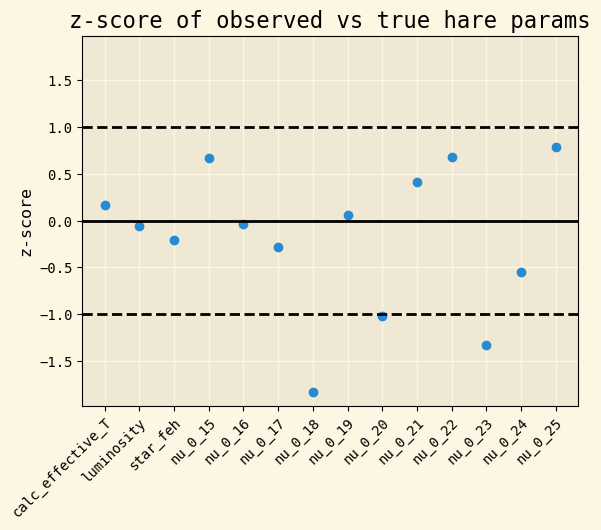 z-score of observed vs true hare params
z-score
1.5
1.0
0.5
0.0
−0.5
−1.0
−1.5
calc_effective_T
luminosity
star_feh
nu_0_15
nu_0_16
nu_0_17
nu_0_18
nu_0_19
nu_0_20
nu_0_21
nu_0_22
nu_0_23
nu_0_24
nu_0_25